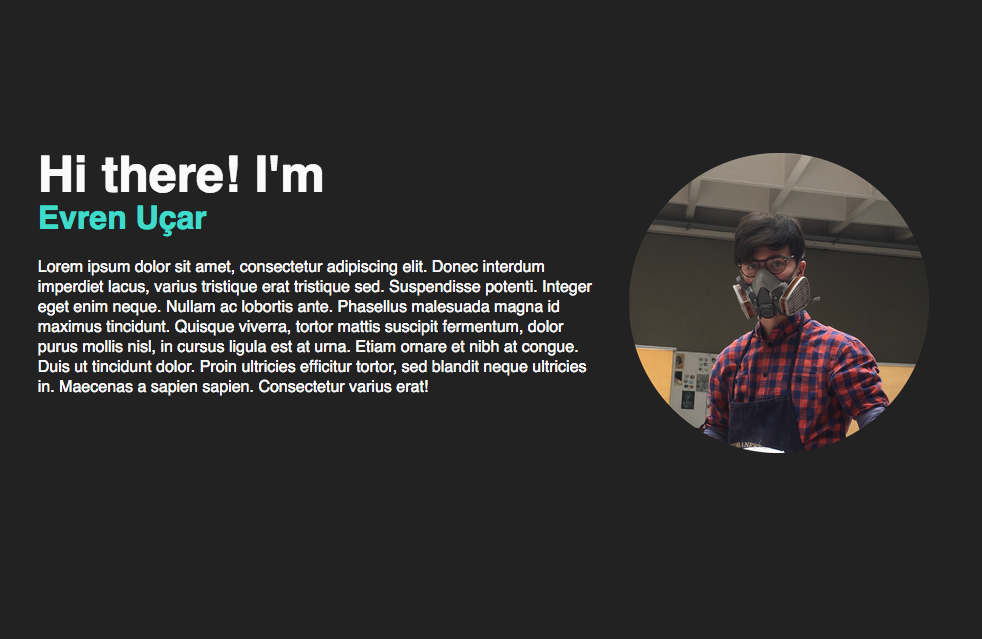 Hi there! I'm
Evren Uçar
Lorem ipsum dolor sit amet, consectetur adipiscing elit. Donec interdum
imperdiet lacus, varius tristique erat tristique sed. Suspendisse potenti. Integer
eget enim neque. Nullam ac lobortis ante. Phasellus malesuada magna id
maximus tincidunt. Quisque viverra, tortor mattis suscipit fermentum, dolor
purus mollis nisl, in cursus ligula est at urna. Etiam ornare et nibh at congue.
Duis ut tincidunt dolor. Proin ultricies efficitur tortor, sed blandit neque ultricies
in. Maecenas a sapien sapien. Consectetur varius erat!